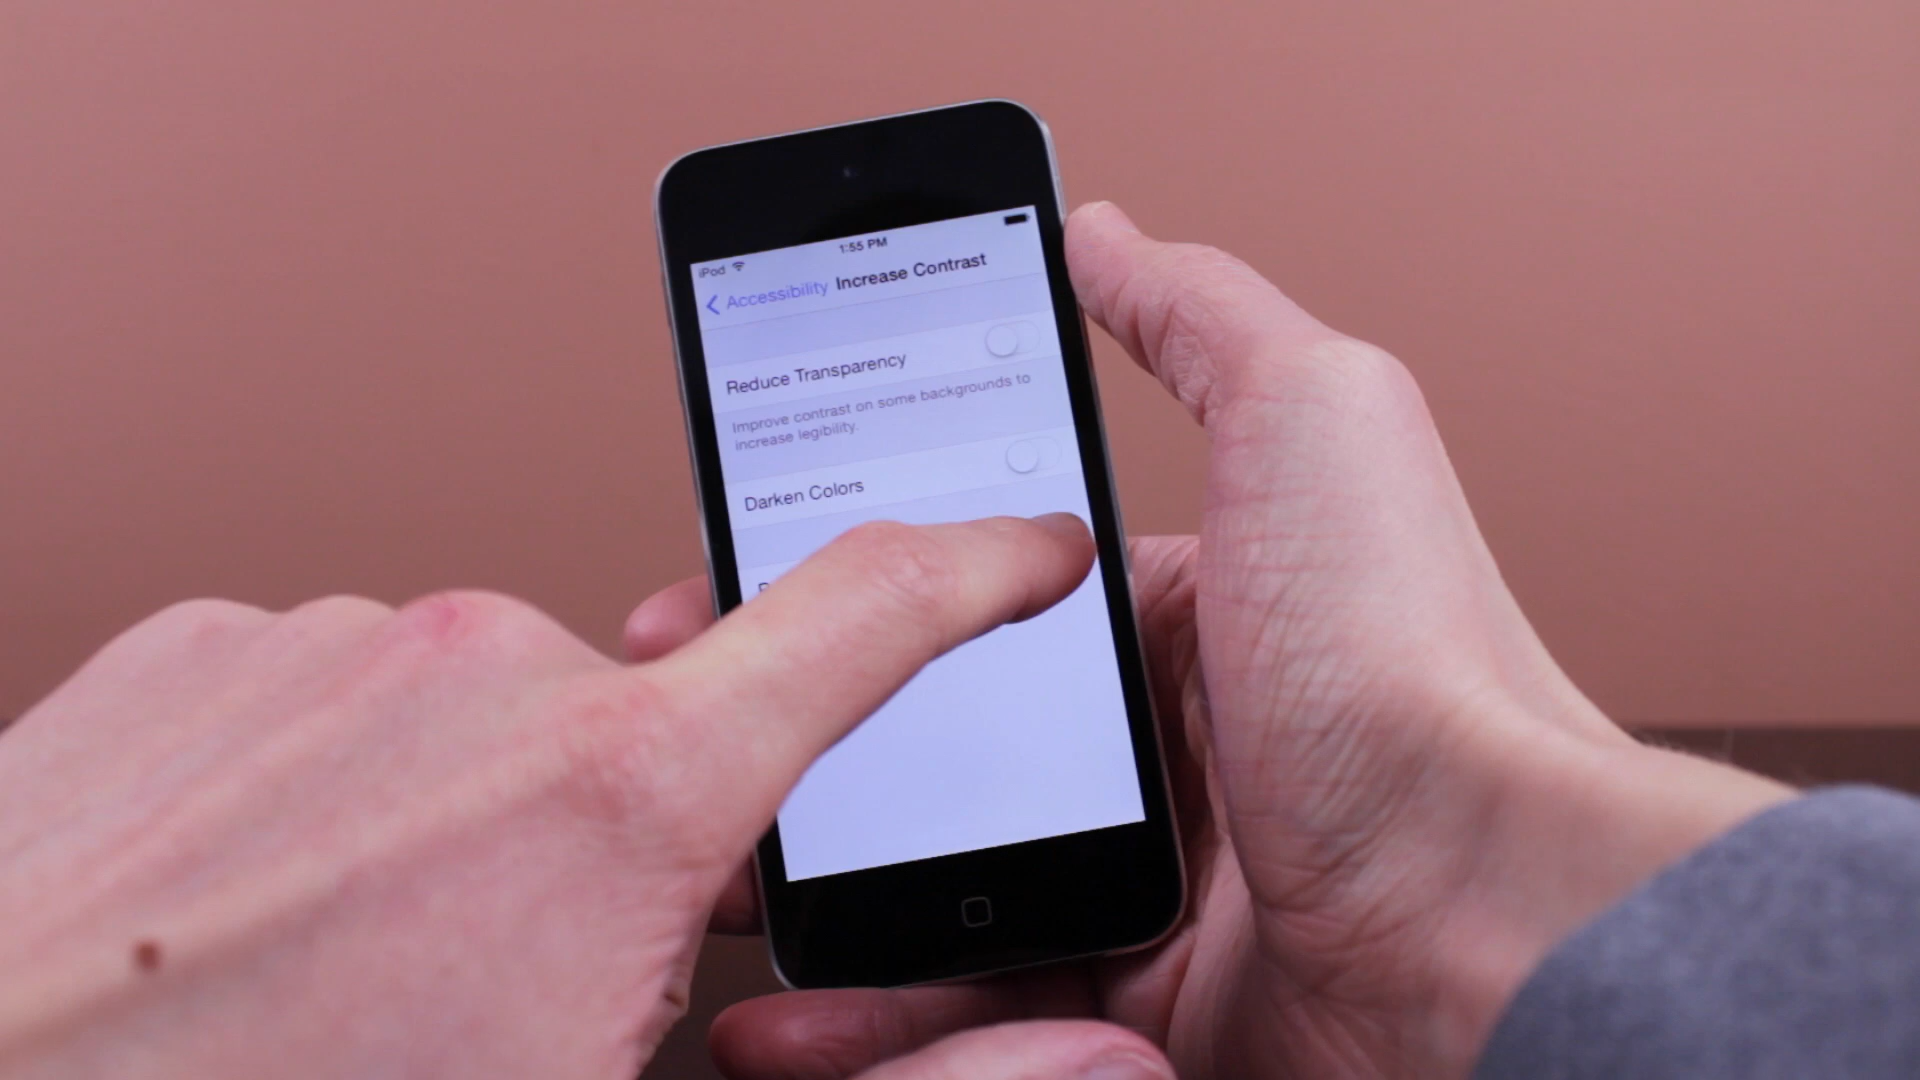 iPod 1:55 PM
Accessibility Increase Contrast
Reduce Transparency
Improve contrast on some backgrounds to
increase legibility.
Darken Colors